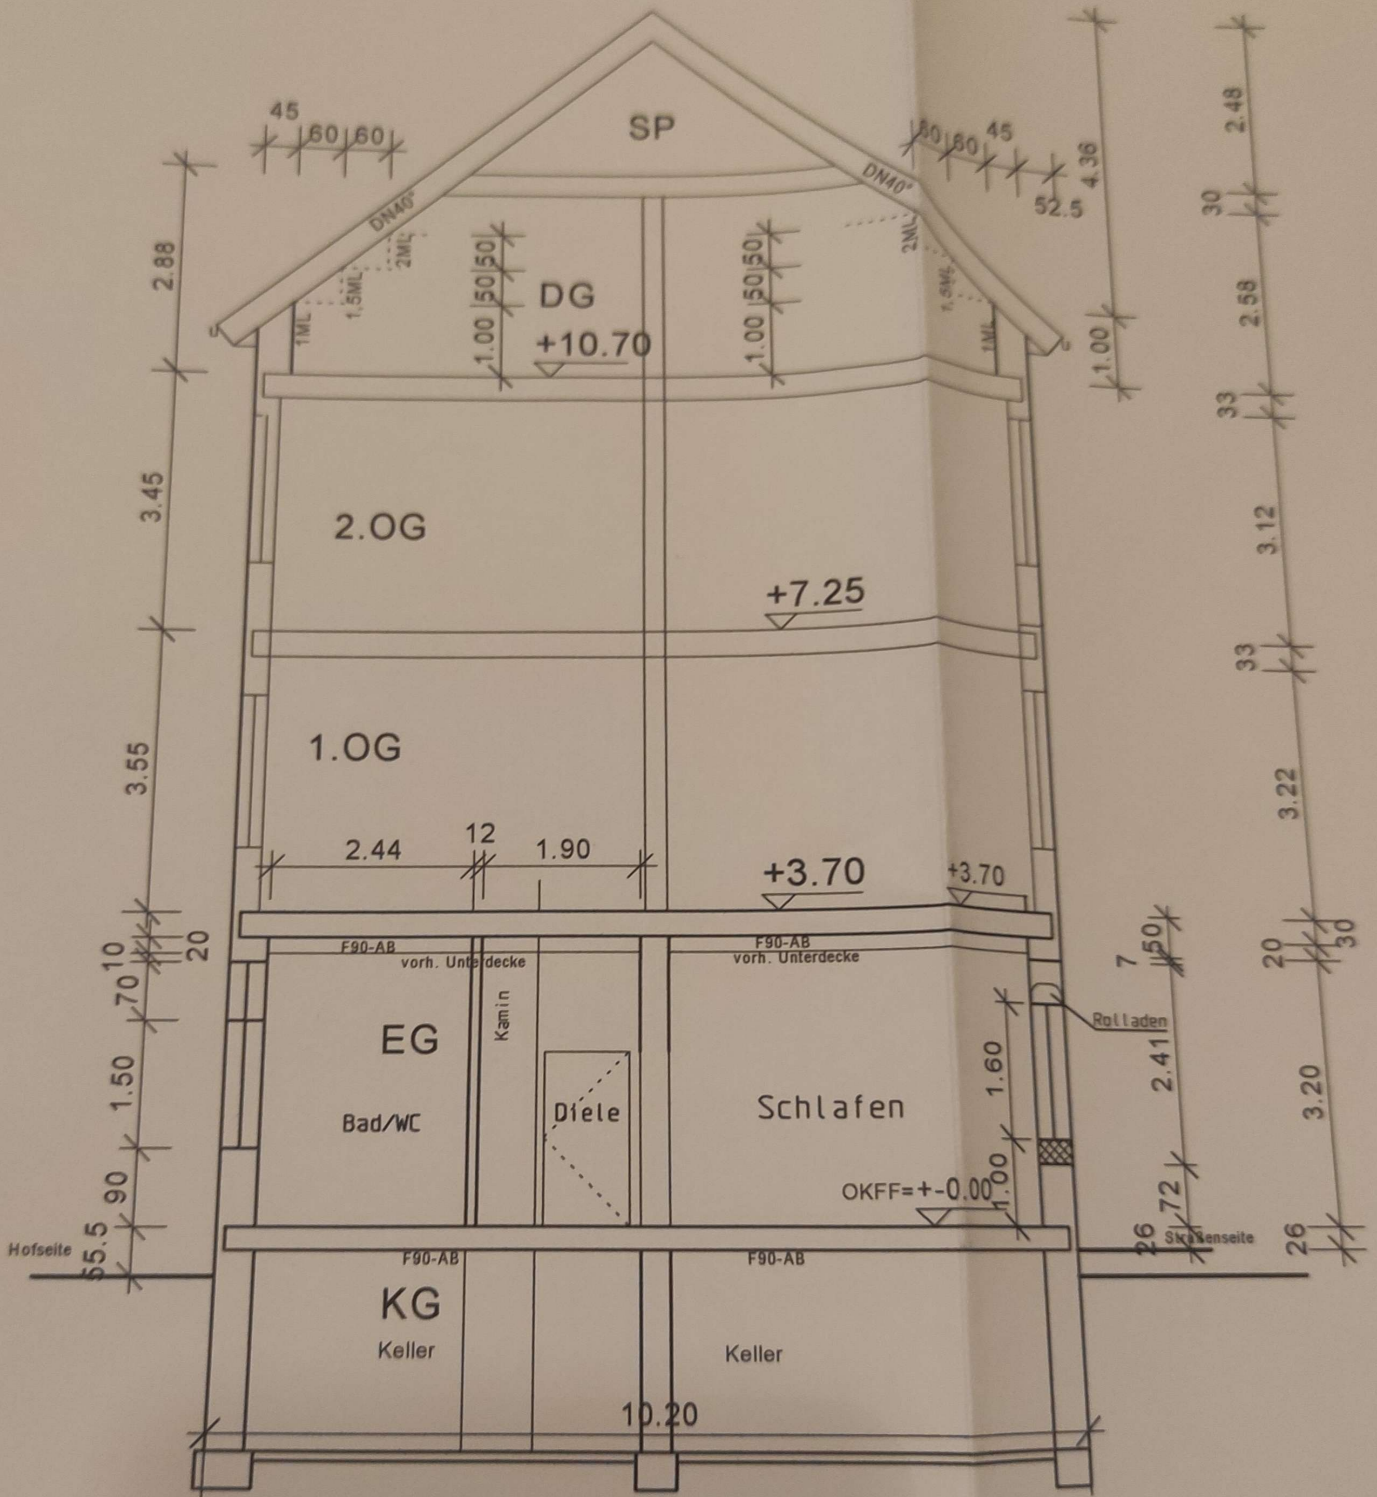 SP
45
60 60
60 60 45
52.5
4.36
2.48
30
DN40°
DN40°
2.88
2ML
1.5ML
1ML
1.00 50 50
DG
+10.70
1.00 50 50
2ML
1.5ML
1ML
1.00
2.58
33
3.45
2.OG
3.12
+7.25
33
3.55
1.OG
3.22
2.44
12
1.90
+3.70
+3.70
10
20
F90-AB
vorh. Unterdecke
F90-AB
vorh. Unterdecke
7
50
20
30
70
Kamin
Rolladen
EG
1.50
1.60
2.41
3.20
Bad/WC
Diele
Schlafen
90
OKFF=+-0.00
1.00
72
Hofseite
55.5
26
Straßenseite
26
F90-AB
F90-AB
KG
Keller
Keller
10.20